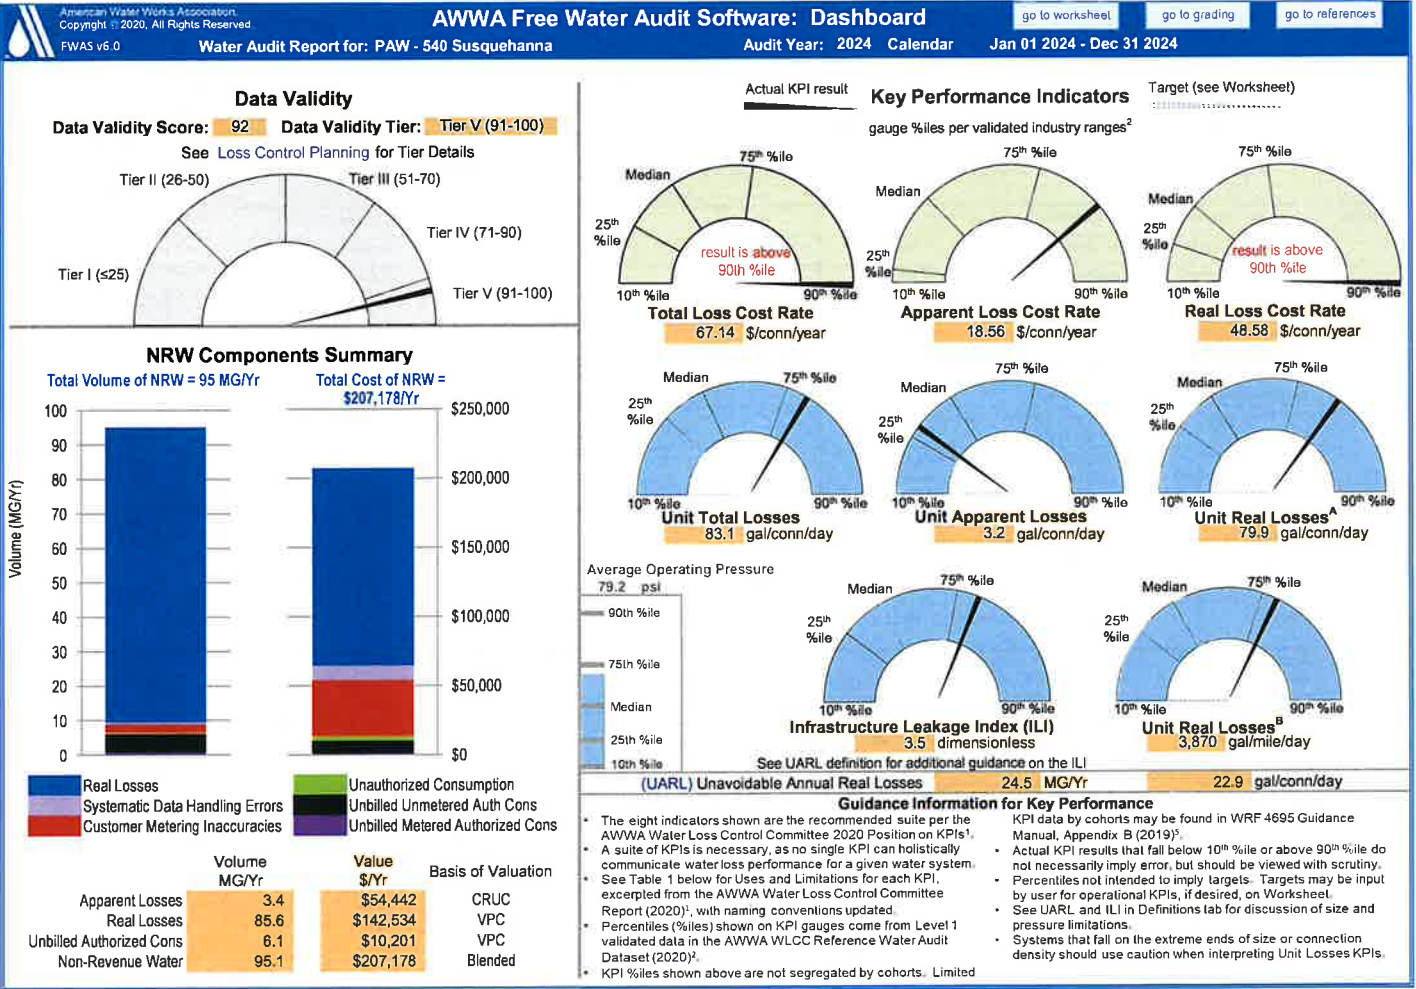 American Water Works Association.
Copyright © 2020, All Rights Reserved.
FWAS v6.0
AWWA Free Water Audit Software: Dashboard
Water Audit Report for: PAW - 540 Susquehanna
Audit Year: 2024 Calendar Jan 01 2024 - Dec 31 2024
go to worksheet
go to grading
go to references
Data Validity
Data Validity Score: 92 Data Validity Tier: Tier V (91-100)
See Loss Control Planning for Tier Details
Tier I (≤25)
Tier II (26-50)
Tier III (51-70)
Tier IV (71-90)
Tier V (91-100)
NRW Components Summary
Total Volume of NRW = 95 MG/Yr
Total Cost of NRW =
$207,178/Yr
Volume (MG/Yr)
100
90
80
70
60
50
40
30
20
10
0
$250,000
$200,000
$150,000
$100,000
$50,000
$0
Real Losses
Systematic Data Handling Errors
Customer Metering Inaccuracies
Unauthorized Consumption
Unbilled Unmetered Auth Cons
Unbilled Metered Authorized Cons
Volume
MG/Yr
Value
$/Yr
Basis of Valuation
Apparent Losses 3.4 $54,442 CRUC
Real Losses 85.6 $142,534 VPC
Unbilled Authorized Cons 6.1 $10,201 VPC
Non-Revenue Water 95.1 $207,178 Blended
Actual KPI result
Key Performance Indicators
Target (see Worksheet)
gauge %iles per validated industry ranges²
10th %ile
25th %ile
Median
75th %ile
90th %ile
result is above
90th %ile
Total Loss Cost Rate
67.14 $/conn/year
10th %ile
25th %ile
Median
75th %ile
90th %ile
Apparent Loss Cost Rate
18.56 $/conn/year
10th %ile
25th %ile
Median
75th %ile
90th %ile
result is above
90th %ile
Real Loss Cost Rate
48.58 $/conn/year
10th %ile
25th %ile
Median
75th %ile
90th %ile
Unit Total Losses
83.1 gal/conn/day
10th %ile
25th %ile
Median
75th %ile
90th %ile
Unit Apparent Losses
3.2 gal/conn/day
10th %ile
25th %ile
Median
75th %ile
90th %ile
Unit Real Losses A
79.9 gal/conn/day
Average Operating Pressure
79.2 psi
90th %ile
75th %ile
Median
25th %ile
10th %ile
10th %ile
25th %ile
Median
75th %ile
90th %ile
Infrastructure Leakage Index (ILI)
3.5 dimensionless
10th %ile
25th %ile
Median
75th %ile
90th %ile
Unit Real Losses B
3,870 gal/mile/day
See UARL definition for additional guidance on the ILI
(UARL) Unavoidable Annual Real Losses 24.5 MG/Yr 22.9 gal/conn/day
Guidance Information for Key Performance
• The eight indicators shown are the recommended suite per the
AWWA Water Loss Control Committee 2020 Position on KPIs¹.
• A suite of KPIs is necessary, as no single KPI can holistically
communicate water loss performance for a given water system.
• See Table 1 below for Uses and Limitations for each KPI,
excerpted from the AWWA Water Loss Control Committee
Report (2020)¹, with naming conventions updated.
• Percentiles (%iles) shown on KPI gauges come from Level 1
validated data in the AWWA WLCC Reference Water Audit
Dataset (2020)².
• KPI %iles shown above are not segregated by cohorts. Limited
KPI data by cohorts may be found in WRF 4695 Guidance
Manual, Appendix B (2019)⁵.
• Actual KPI results that fall below 10th %ile or above 90th %ile do
not necessarily imply error, but should be viewed with scrutiny.
• Percentiles not intended to imply targets. Targets may be input
by user for operational KPIs, if desired, on Worksheet.
• See UARL and ILI in Definitions tab for discussion of size and
pressure limitations.
• Systems that fall on the extreme ends of size or connection
density should use caution when interpreting Unit Losses KPIs.